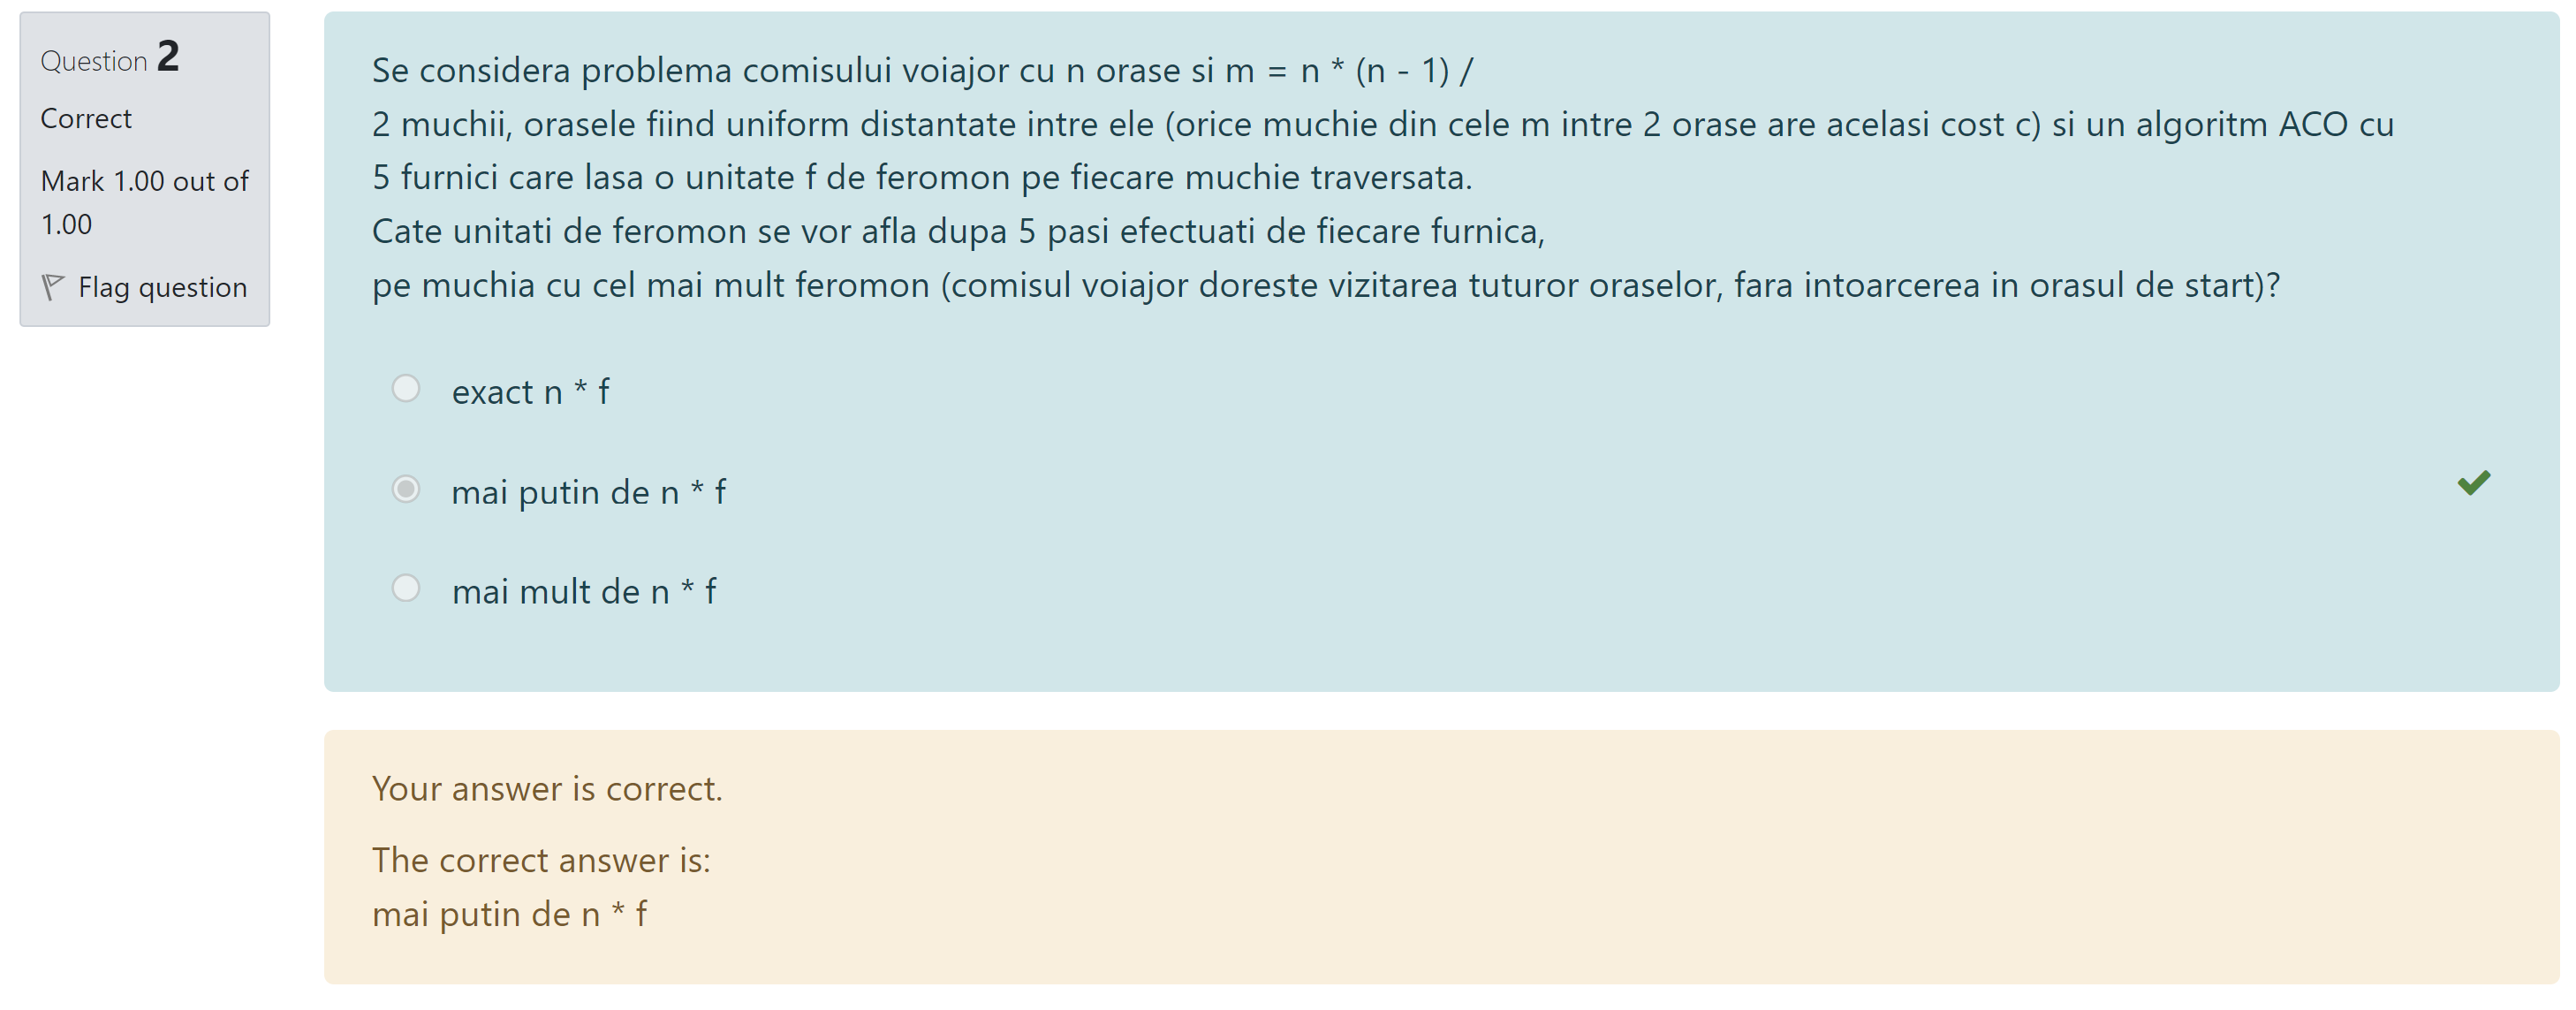 Question 2
Correct
Mark 1.00 out of
1.00
Flag question
Se considera problema comisului voiajor cu n orase si m = n * (n - 1) /
2 muchii, orasele fiind uniform distantate intre ele (orice muchie din cele m intre 2 orase are acelasi cost c) si un algoritm ACO cu
5 furnici care lasa o unitate f de feromon pe fiecare muchie traversata.
Cate unitati de feromon se vor afla dupa 5 pasi efectuati de fiecare furnica,
pe muchia cu cel mai mult feromon (comisul voiajor doreste vizitarea tuturor oraselor, fara intoarcerea in orasul de start)?
exact n * f
mai putin de n * f
mai mult de n * f
Your answer is correct.
The correct answer is:
mai putin de n * f